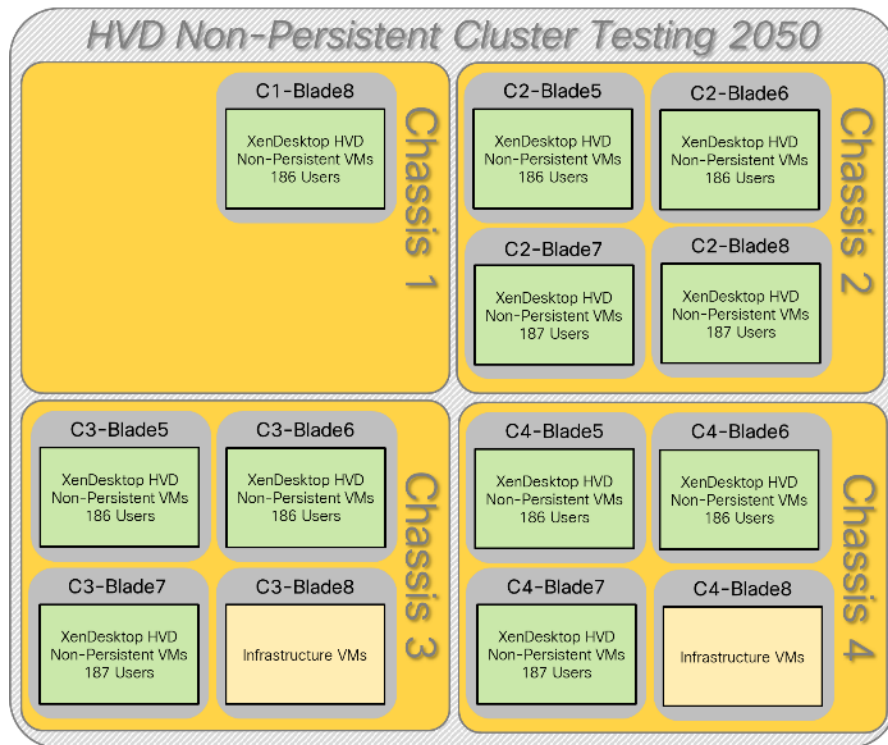 HVD Non-Persistent Cluster Testing 2050
C1-Blade8
XenDesktop HVD
Non-Persistent VMs
186 Users
Chassis 1
C2-Blade5
XenDesktop HVD
Non-Persistent VMs
186 Users
C2-Blade6
XenDesktop HVD
Non-Persistent VMs
186 Users
C2-Blade7
XenDesktop HVD
Non-Persistent VMs
187 Users
C2-Blade8
XenDesktop HVD
Non-Persistent VMs
187 Users
Chassis 2
C3-Blade5
XenDesktop HVD
Non-Persistent VMs
186 Users
C3-Blade6
XenDesktop HVD
Non-Persistent VMs
186 Users
C3-Blade7
XenDesktop HVD
Non-Persistent VMs
187 Users
C3-Blade8
Infrastructure VMs
Chassis 3
C4-Blade5
XenDesktop HVD
Non-Persistent VMs
186 Users
C4-Blade6
XenDesktop HVD
Non-Persistent VMs
186 Users
C4-Blade7
XenDesktop HVD
Non-Persistent VMs
187 Users
C4-Blade8
Infrastructure VMs
Chassis 4